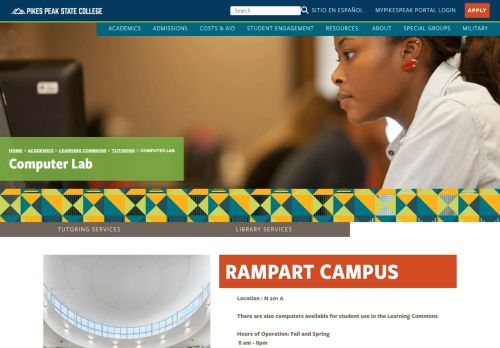 PIKES PEAK STATE COLLEGE
Search
SITIO EN ESPAÑOL
MYPIKESPEAK PORTAL LOGIN
APPLY
ACADEMICS ADMISSIONS COSTS & AID STUDENT ENGAGEMENT RESOURCES ABOUT SPECIAL GROUPS MILITARY
HOME > ACADEMICS > LEARNING COMMONS > TUTORING > COMPUTER LAB
Computer Lab
TUTORING SERVICES LIBRARY SERVICES
RAMPART CAMPUS
Location : N 201 A
There are also computers available for student use in the Learning Commons
Hours of Operation: Fall and Spring
8 am - 8pm